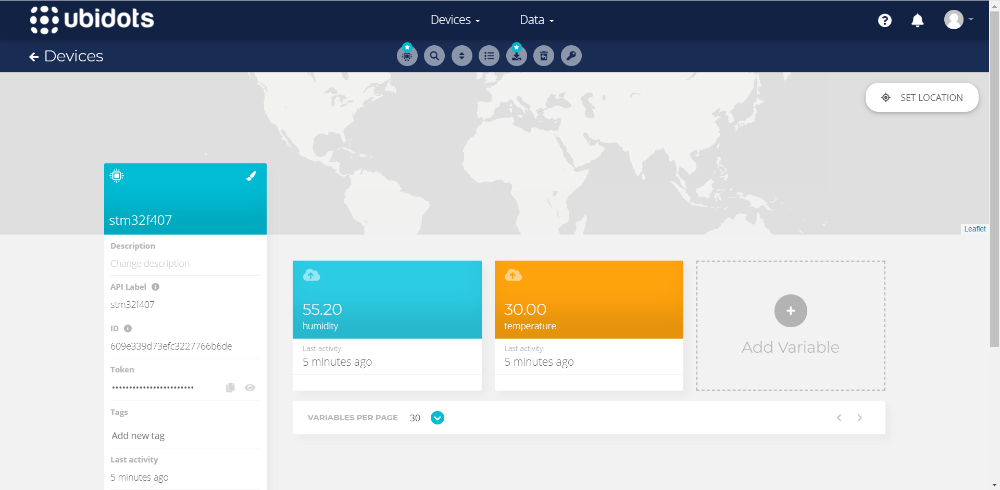 ubidots
Devices
Data
Devices
SET LOCATION
Leaflet
stm32f407
Description
Change description
API Label
stm32f407
ID
609e339d73efc3227766b6de
Token
••••••••••••••••••••••••
Tags
Add new tag
Last activity
5 minutes ago
55.20
humidity
Last activity:
5 minutes ago
30.00
temperature
Last activity:
5 minutes ago
Add Variable
VARIABLES PER PAGE 30